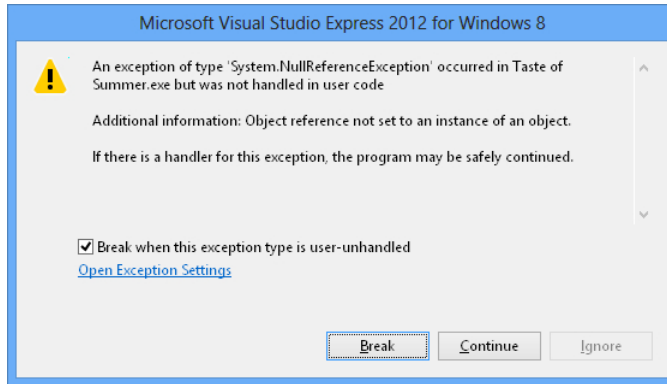 Microsoft Visual Studio Express 2012 for Windows 8
An exception of type 'System.NullReferenceException' occurred in Taste of
Summer.exe but was not handled in user code
Additional information: Object reference not set to an instance of an object.
If there is a handler for this exception, the program may be safely continued.
Break when this exception type is user-unhandled
Open Exception Settings
Break Continue Ignore